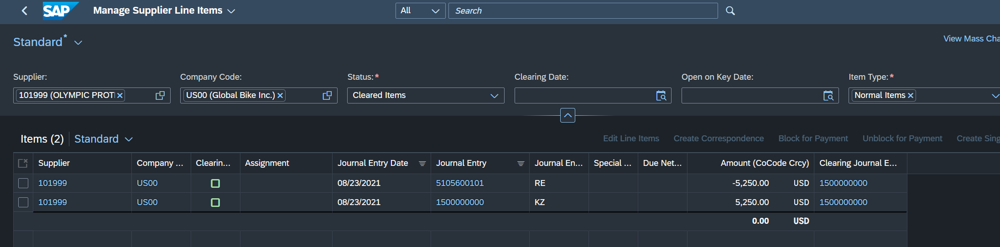 SAP Manage Supplier Line Items All Search
Standard*
View Mass Cha
Supplier: Company Code: Status:* Clearing Date: Open on Key Date: Item Type:*
101999 (OLYMPIC PROT US00 (Global Bike Inc.) Cleared Items Normal Items
Items (2) Standard Edit Line Items Create Correspondence Block for Payment Unblock for Payment Create Sing
Supplier Company ... Clearin... Assignment Journal Entry Date Journal Entry Journal En... Special ... Due Net... Amount (CoCode Crcy) Clearing Journal E...
101999 US00 08/23/2021 5105600101 RE -5,250.00 USD 1500000000
101999 US00 08/23/2021 1500000000 KZ 5,250.00 USD 1500000000
0.00 USD